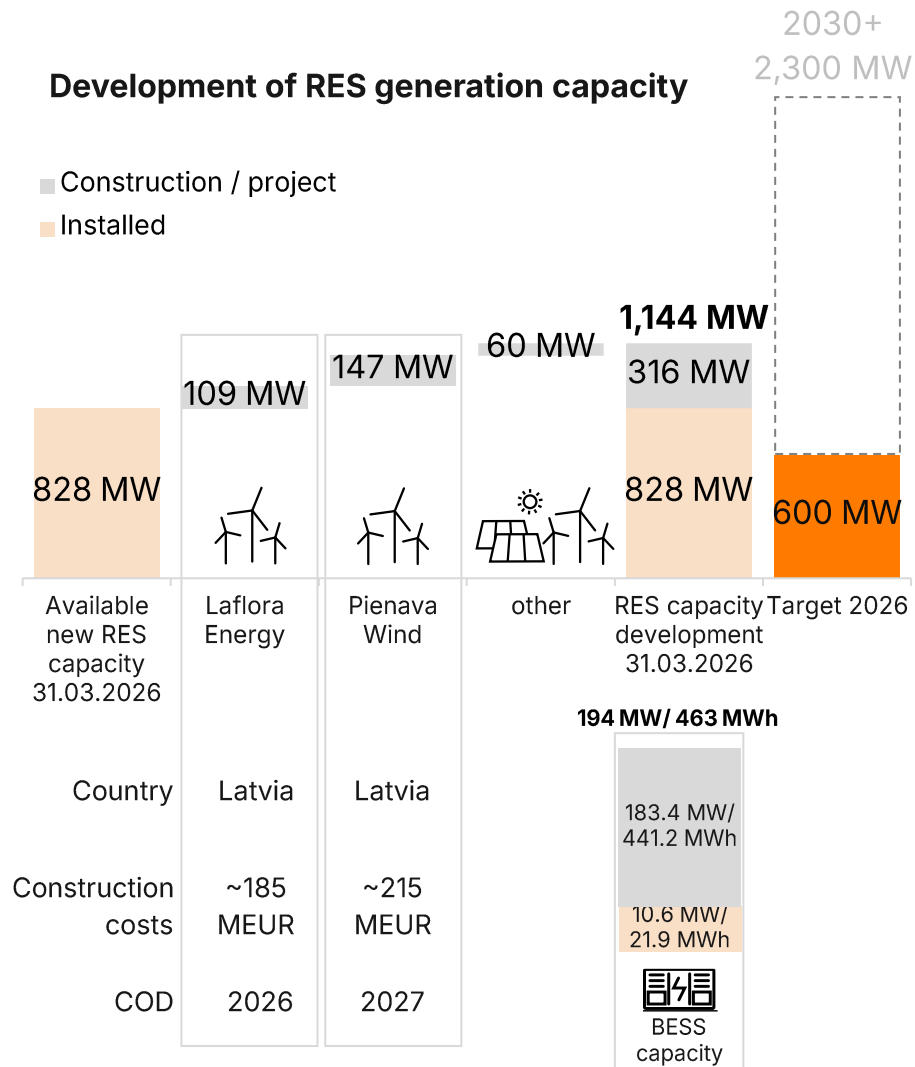 2030+
2,300 MW
Development of RES generation capacity
Construction / project
Installed
1,144 MW
828 MW
109 MW
147 MW
60 MW
316 MW
828 MW
600 MW
Available
new RES
capacity
31.03.2026
Laflora
Energy
Pienava
Wind
other
RES capacity
development
31.03.2026
Target 2026
194 MW/ 463 MWh
183.4 MW/
441.2 MWh
10.6 MW/
21.9 MWh
BESS
capacity
Country
Latvia
Latvia
Construction
costs
~185
MEUR
~215
MEUR
COD
2026
2027